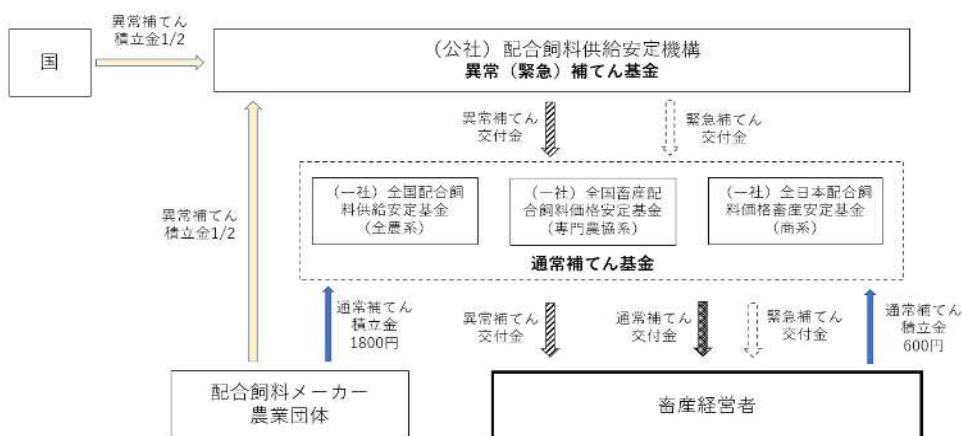 異常補てん
積立金1/2
国
（公社）配合飼料供給安定機構
異常（緊急）補てん基金
異常補てん
交付金
緊急補てん
交付金
（一社）全国配合飼
料供給安定基金
（全農系）
（一社）全国畜産配
合飼料価格安定基金
（専門農協系）
（一社）全日本配合飼
料価格畜産安定基金
（商系）
異常補てん
積立金1/2
通常補てん基金
通常補てん
積立金
1800円
異常補てん
交付金
通常補てん
交付金
緊急補てん
交付金
通常補てん
積立金
600円
配合飼料メーカー
農業団体
畜産経営者